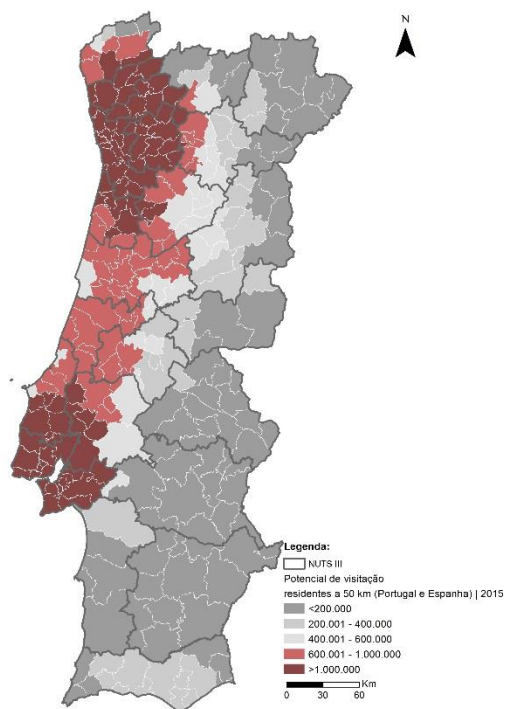 N
Legenda:
NUTS III
Potencial de visitação
residentes a 50 km (Portugal e Espanha) | 2015
<200.000
200.001 - 400.000
400.001 - 600.000
600.001 - 1.000.000
>1.000.000
Km
0 30 60